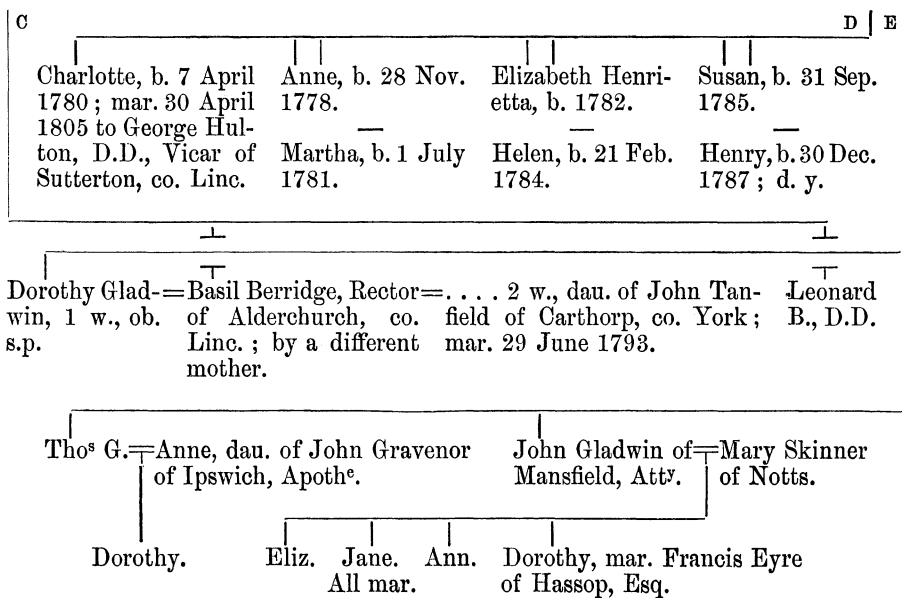 C D E
Charlotte, b. 7 April
1780 ; mar. 30 April
1805 to George Hul-
ton, D.D., Vicar of
Sutterton, co. Linc.
Anne, b. 28 Nov.
1778.
—
Martha, b. 1 July
1781.
Elizabeth Henri-
etta, b. 1782.
—
Helen, b. 21 Feb.
1784.
Susan, b. 31 Sep.
1785.
—
Henry, b. 30 Dec.
1787 ; d. y.
Dorothy Glad-
win, 1 w., ob.
s.p.
=Basil Berridge, Rector=
of Alderchurch, co.
Linc. ; by a different
mother.
. . . . 2 w., dau. of John Tan-
field of Carthorp, co. York ;
mar. 29 June 1793.
Leonard
B., D.D.
Thoˢ G.=Anne, dau. of John Gravenor
of Ipswich, Apothᵉ.
John Gladwin of=Mary Skinner
Mansfield, Attʸ. of Notts.
Dorothy.
Eliz. Jane. Ann.
All mar.
Dorothy, mar. Francis Eyre
of Hassop, Esq.